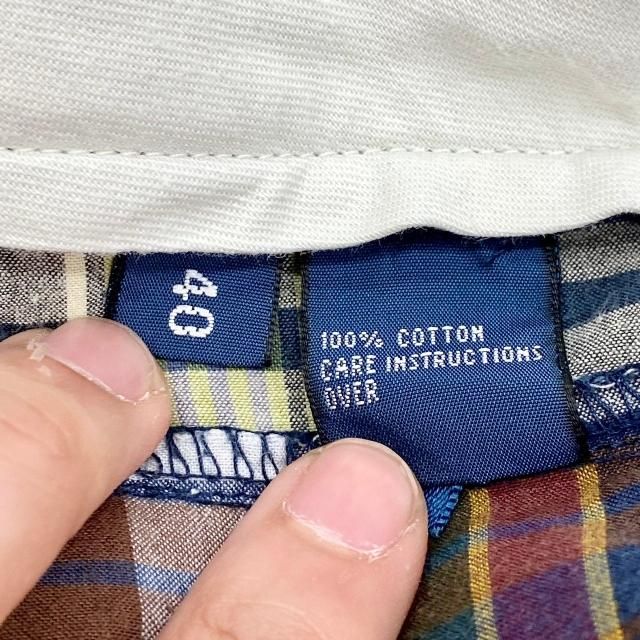 40
100% COTTON
CARE INSTRUCTIONS
OVER